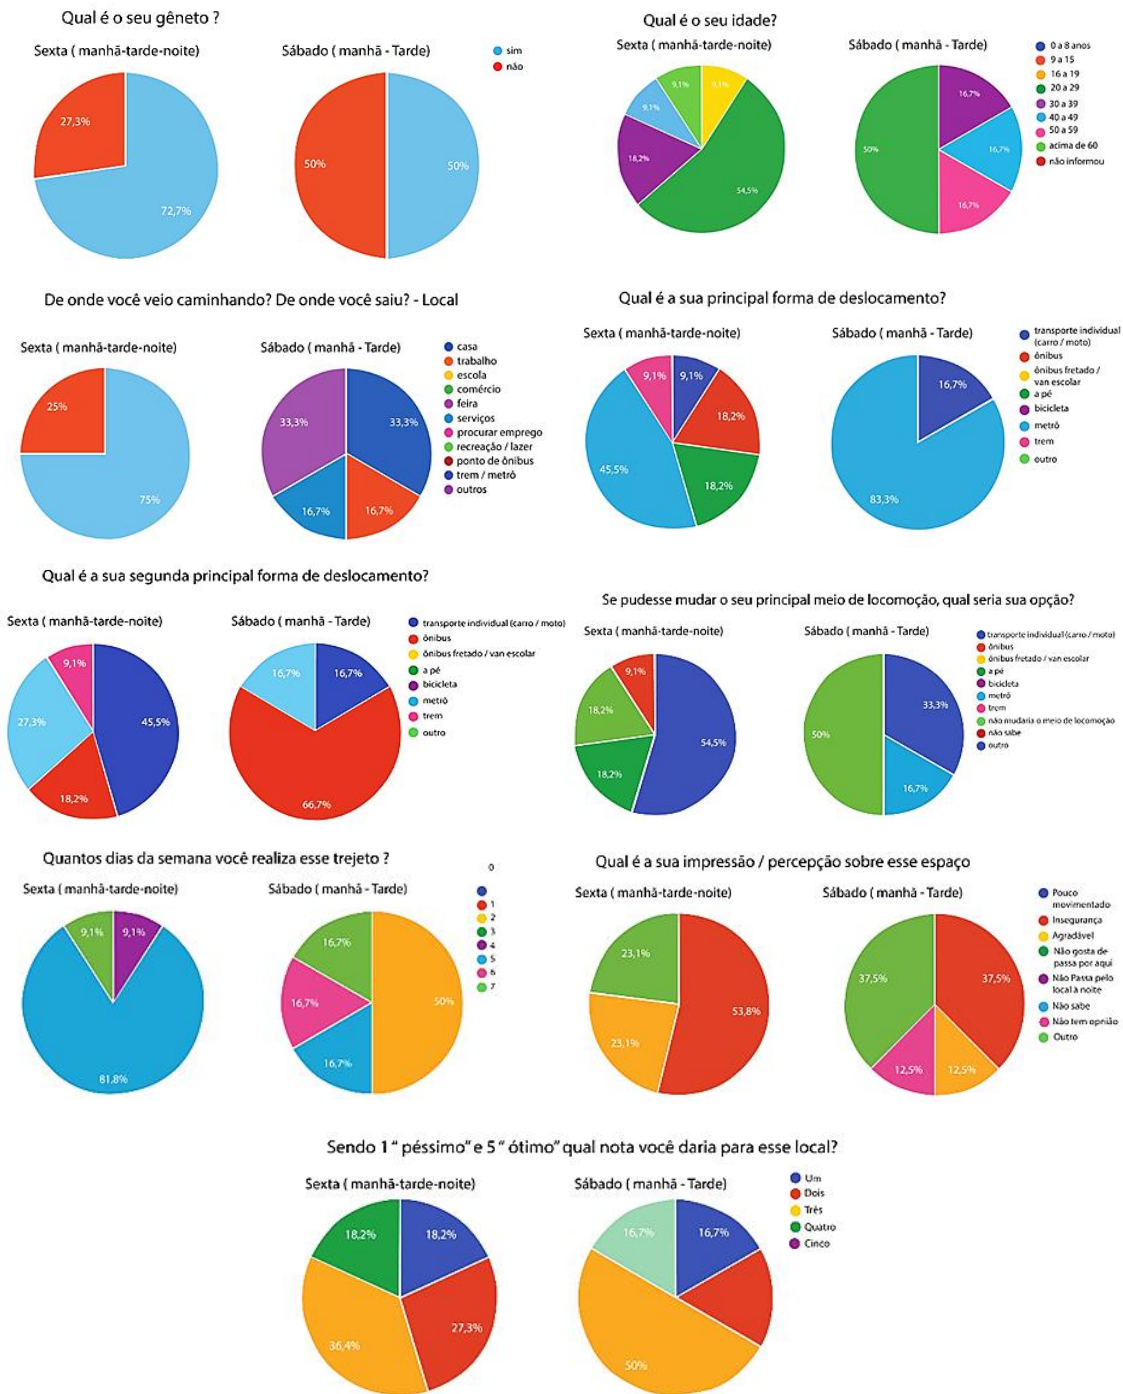 Qual é o seu gêneto ?
Sexta ( manhã-tarde-noite)
Sábado ( manhã - Tarde)
sim
não
27,3%
72,7%
50%
50%
Qual é o seu idade?
Sexta ( manhã-tarde-noite)
Sábado ( manhã - Tarde)
0 a 8 anos
9 a 15
16 a 19
20 a 29
30 a 39
40 a 49
50 a 59
acima de 60
não informou
9,1%
9,1%
9,1%
18,2%
54,5%
16,7%
50%
16,7%
16,7%
De onde você veio caminhando? De onde você saiu? - Local
Sexta ( manhã-tarde-noite)
Sábado ( manhã - Tarde)
casa
trabalho
escola
comércio
feira
serviços
procurar emprego
recreação / lazer
ponto de ônibus
trem / metrô
outros
25%
75%
33,3%
33,3%
16,7%
16,7%
Qual é a sua principal forma de deslocamento?
Sexta ( manhã-tarde-noite)
Sábado ( manhã - Tarde)
transporte individual
(carro / moto)
ônibus
ônibus fretado /
van escolar
a pé
bicicleta
metrô
trem
outro
9,1%
9,1%
18,2%
45,5%
18,2%
16,7%
83,3%
Qual é a sua segunda principal forma de deslocamento?
Sexta ( manhã-tarde-noite)
Sábado ( manhã - Tarde)
transporte individual (carro / moto)
ônibus
ônibus fretado / van escolar
a pé
bicicleta
metrô
trem
outro
9,1%
27,3%
45,5%
18,2%
16,7%
16,7%
66,7%
Se pudesse mudar o seu principal meio de locomoção, qual seria sua opção?
Sexta ( manhã-tarde-noite)
Sábado ( manhã - Tarde)
transporte individual (carro / moto)
ônibus
ônibus fretado / van escolar
a pé
bicicleta
metrô
trem
não mudaria o meio de locomoção
não sabe
outro
9,1%
18,2%
54,5%
18,2%
33,3%
50%
16,7%
Quantos dias da semana você realiza esse trejeto ?
Sexta ( manhã-tarde-noite)
Sábado ( manhã - Tarde)
0
1
2
3
4
5
6
7
9,1%
9,1%
81,8%
16,7%
16,7%
50%
16,7%
Qual é a sua impressão / percepção sobre esse espaço
Sexta ( manhã-tarde-noite)
Sábado ( manhã - Tarde)
Pouco
movimentado
Insegurança
Agradável
Não gosta de
passa por aqui
Não Passa pelo
local à noite
Não sabe
Não tem opnião
Outro
23,1%
53,8%
23,1%
37,5%
37,5%
12,5%
12,5%
Sendo 1 " péssimo" e 5 " ótimo" qual nota você daria para esse local?
Sexta ( manhã-tarde-noite)
Sábado ( manhã - Tarde)
Um
Dois
Três
Quatro
Cinco
18,2%
18,2%
36,4%
27,3%
16,7%
16,7%
50%